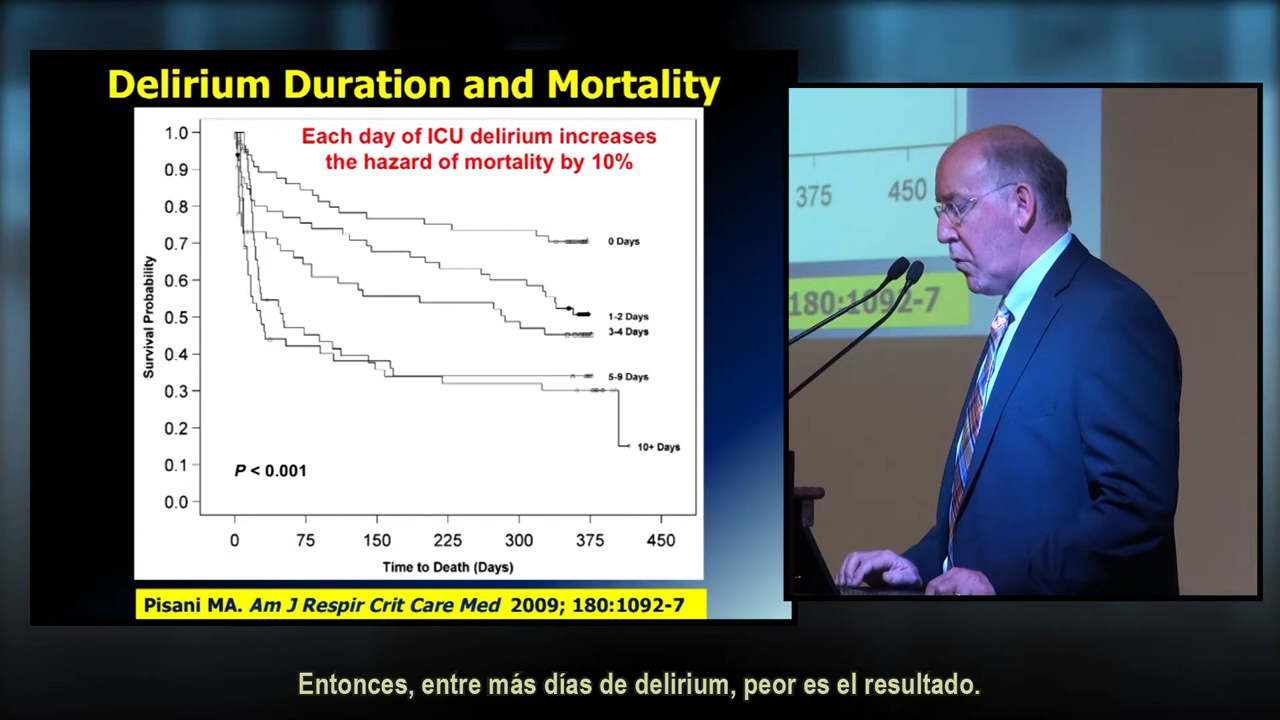 Delirium Duration and Mortality
Each day of ICU delirium increases
the hazard of mortality by 10%
1.0
0.9
0.8
0.7
0.6
0.5
0.4
0.3
0.2
0.1
0.0
Survival Probability
0 Days
1-2 Days
3-4 Days
5-9 Days
10+ Days
P < 0.001
0 75 150 225 300 375 450
Time to Death (Days)
Pisani MA. Am J Respir Crit Care Med 2009; 180:1092-7
375 450
180:1092-7
Entonces, entre más días de delirium, peor es el resultado.